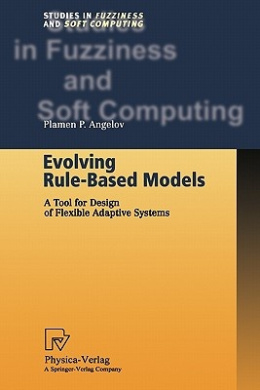 STUDIES IN FUZZINESS
AND SOFT COMPUTING
Studies
in Fuzziness
and
Soft Computing
Plamen P. Angelov
Evolving
Rule-Based Models
A Tool for Design
of Flexible Adaptive Systems
Physica-Verlag
A Springer-Verlag Company